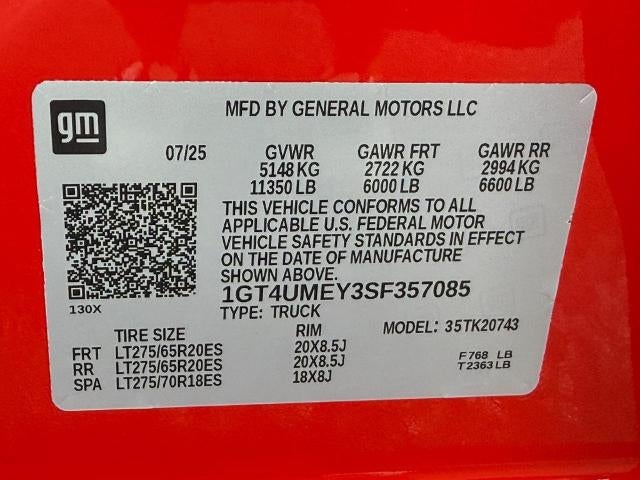 gm
MFD BY GENERAL MOTORS LLC
07/25 GVWR GAWR FRT GAWR RR
5148 KG 2722 KG 2994 KG
11350 LB 6000 LB 6600 LB
THIS VEHICLE CONFORMS TO ALL
APPLICABLE U.S. FEDERAL MOTOR
VEHICLE SAFETY STANDARDS IN EFFECT
ON THE DATE OF MANUFACTURE
SHOWN ABOVE.
130X
1GT4UMEY3SF357085
TYPE: TRUCK MODEL: 35TK20743
TIRE SIZE RIM
FRT LT275/65R20ES 20X8.5J F 768 LB
RR LT275/65R20ES 20X8.5J T 2363 LB
SPA LT275/70R18ES 18X8J